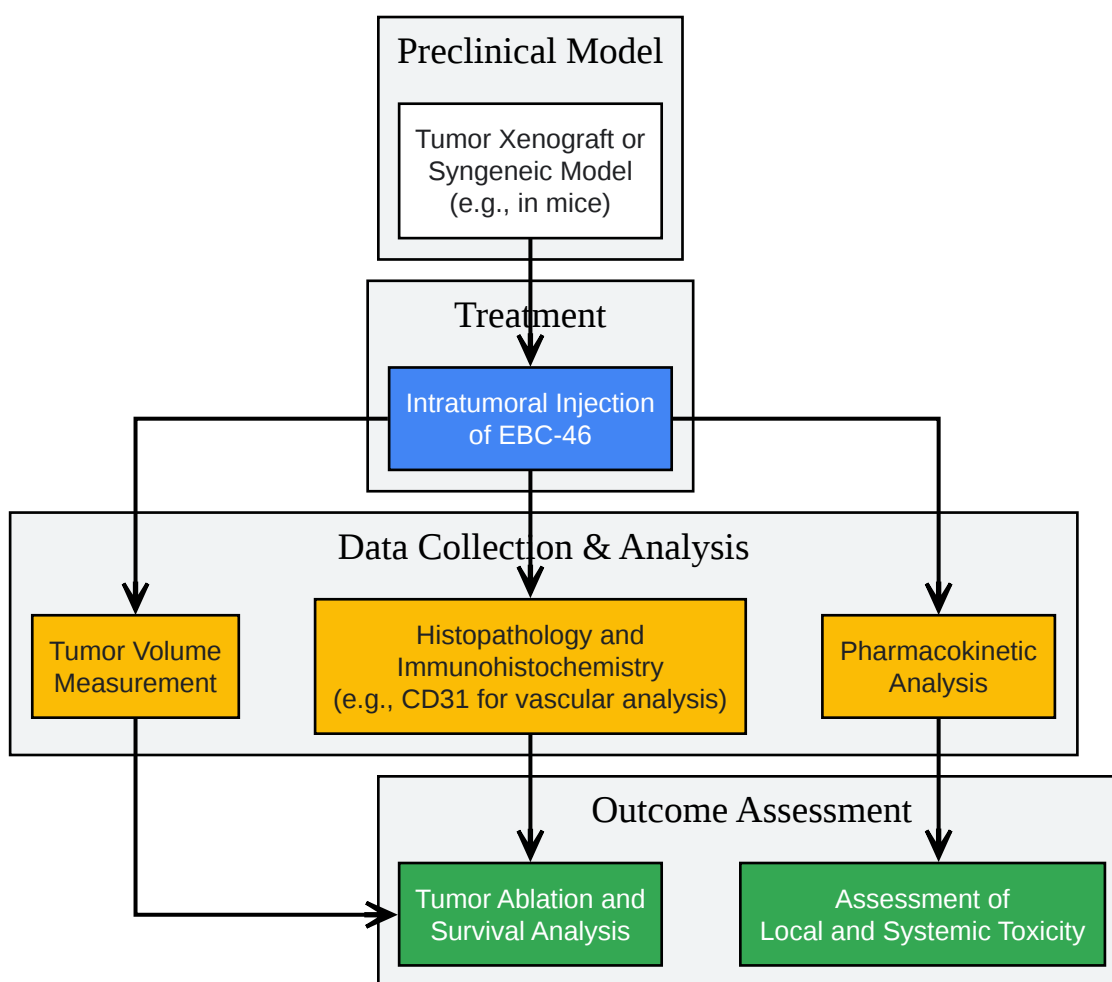 Preclinical Model
Tumor Xenograft or
Syngeneic Model
(e.g., in mice)
Treatment
Intratumoral Injection
of EBC-46
Data Collection & Analysis
Tumor Volume
Measurement
Histopathology and
Immunohistochemistry
(e.g., CD31 for vascular analysis)
Pharmacokinetic
Analysis
Outcome Assessment
Tumor Ablation and
Survival Analysis
Assessment of
Local and Systemic Toxicity